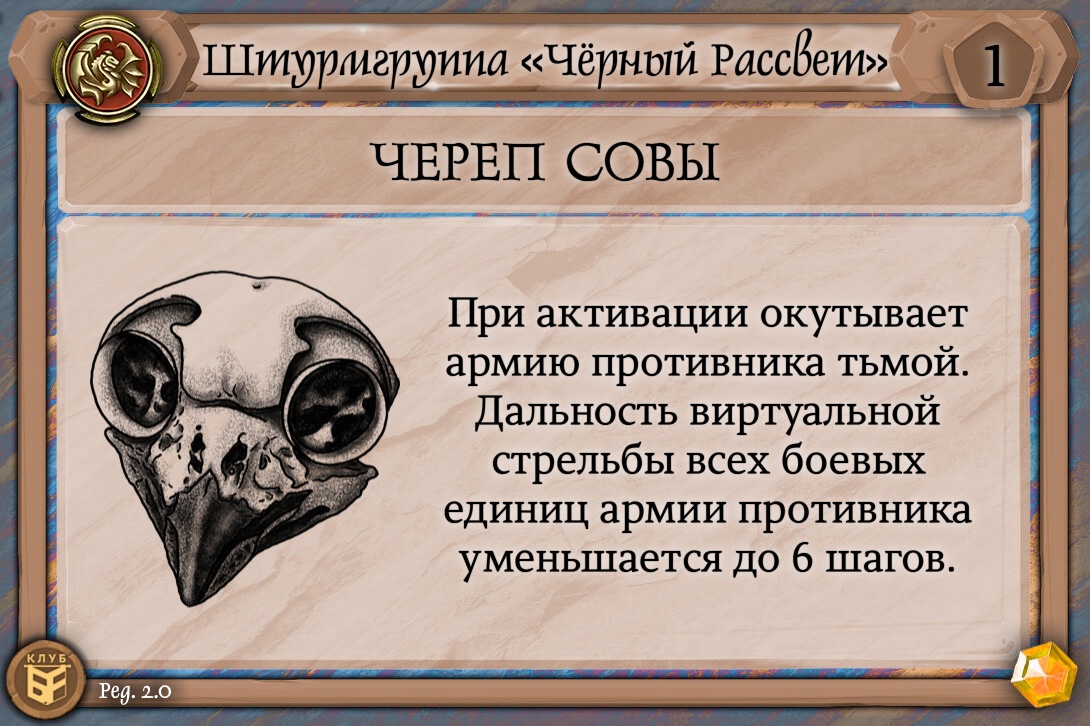 Штурмгруппа «Чёрный Рассвет»
1
ЧЕРЕП СОВЫ
При активации окутывает
армию противника тьмой.
Дальность виртуальной
стрельбы всех боевых
единиц армии противника
уменьшается до 6 шагов.
КЛУБ
Ред. 2.0